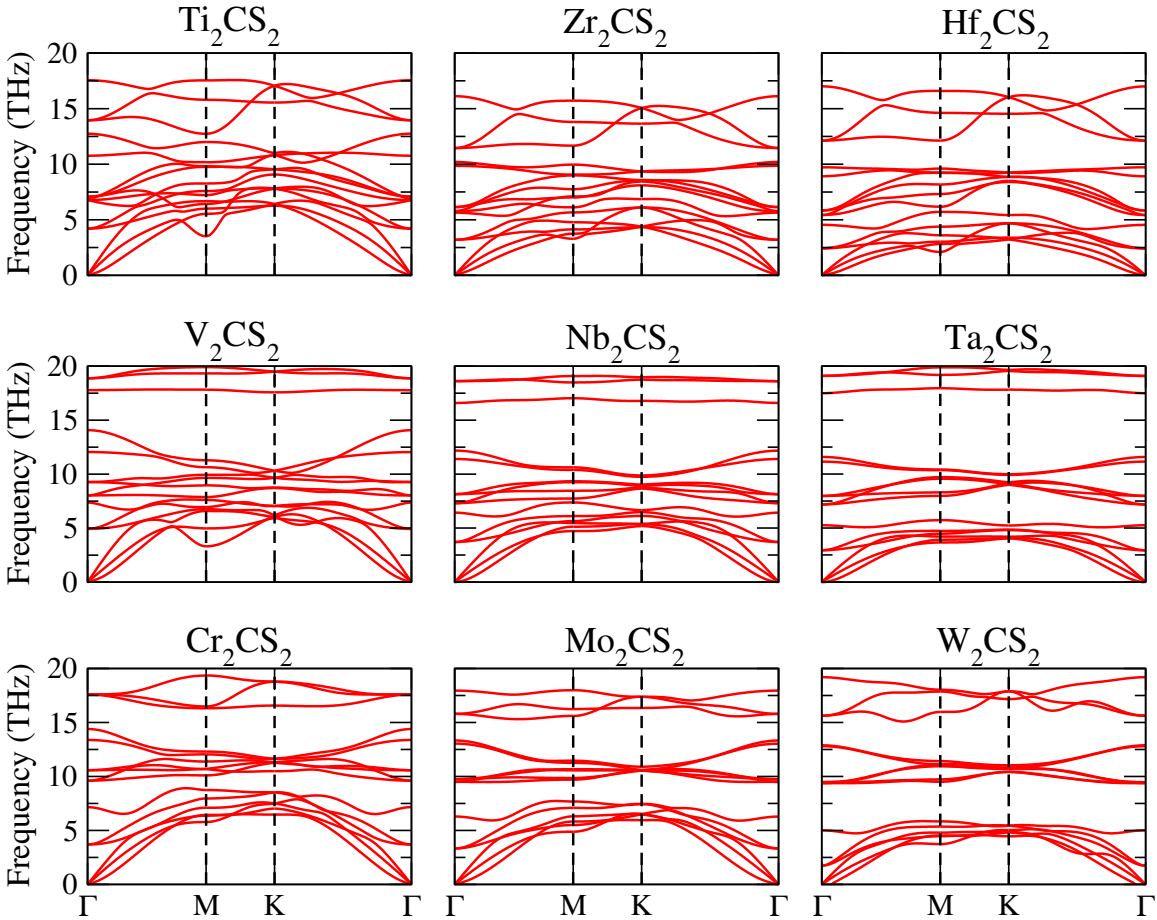 Ti₂CS₂ Zr₂CS₂ Hf₂CS₂
Frequency (THz)
20
15
10
5
0
V₂CS₂ Nb₂CS₂ Ta₂CS₂
Frequency (THz)
20
15
10
5
0
Cr₂CS₂ Mo₂CS₂ W₂CS₂
Frequency (THz)
20
15
10
5
0
Γ M K Γ Γ M K Γ Γ M K Γ